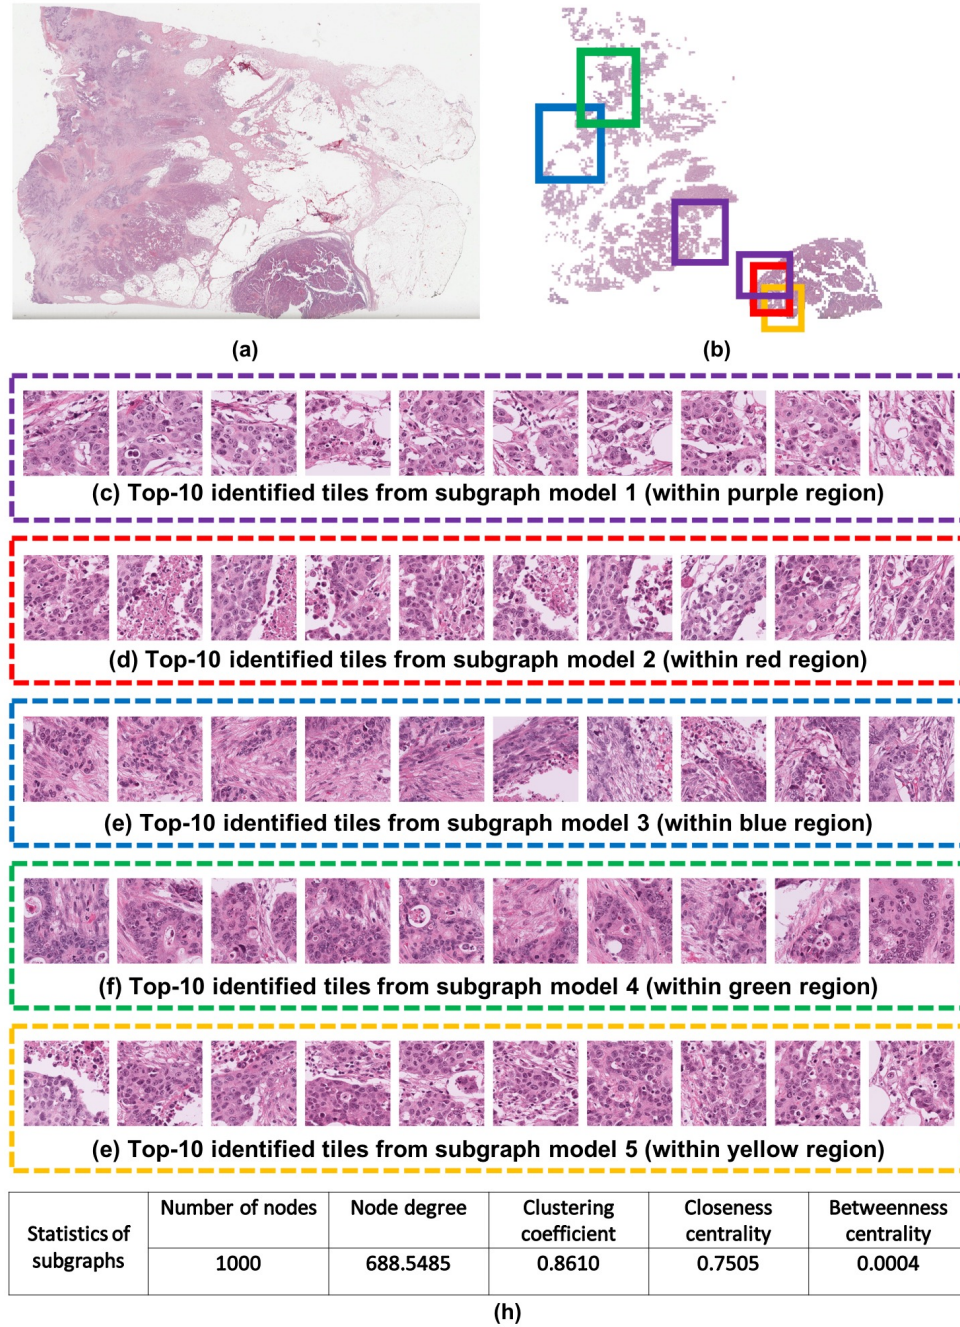 (a)
(b)
(c) Top-10 identified tiles from subgraph model 1 (within purple region)
(d) Top-10 identified tiles from subgraph model 2 (within red region)
(e) Top-10 identified tiles from subgraph model 3 (within blue region)
(f) Top-10 identified tiles from subgraph model 4 (within green region)
(e) Top-10 identified tiles from subgraph model 5 (within yellow region)
Statistics of
subgraphs
Number of nodes
Node degree
Clustering
coefficient
Closeness
centrality
Betweenness
centrality
1000
688.5485
0.8610
0.7505
0.0004
(h)